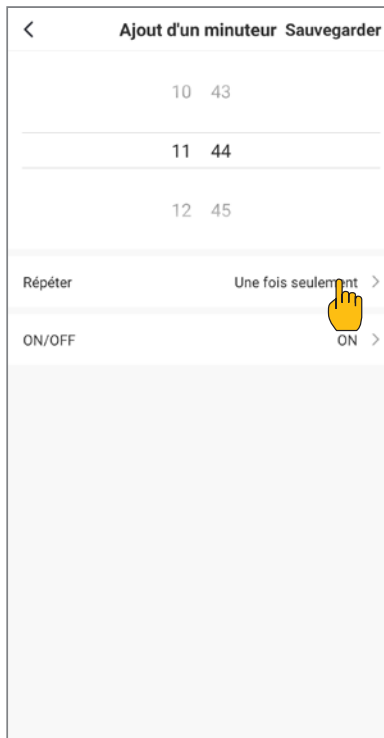 Ajout d'un minuteur Sauvegarder
10 43
11 44
12 45
Répéter Une fois seulement
ON/OFF ON